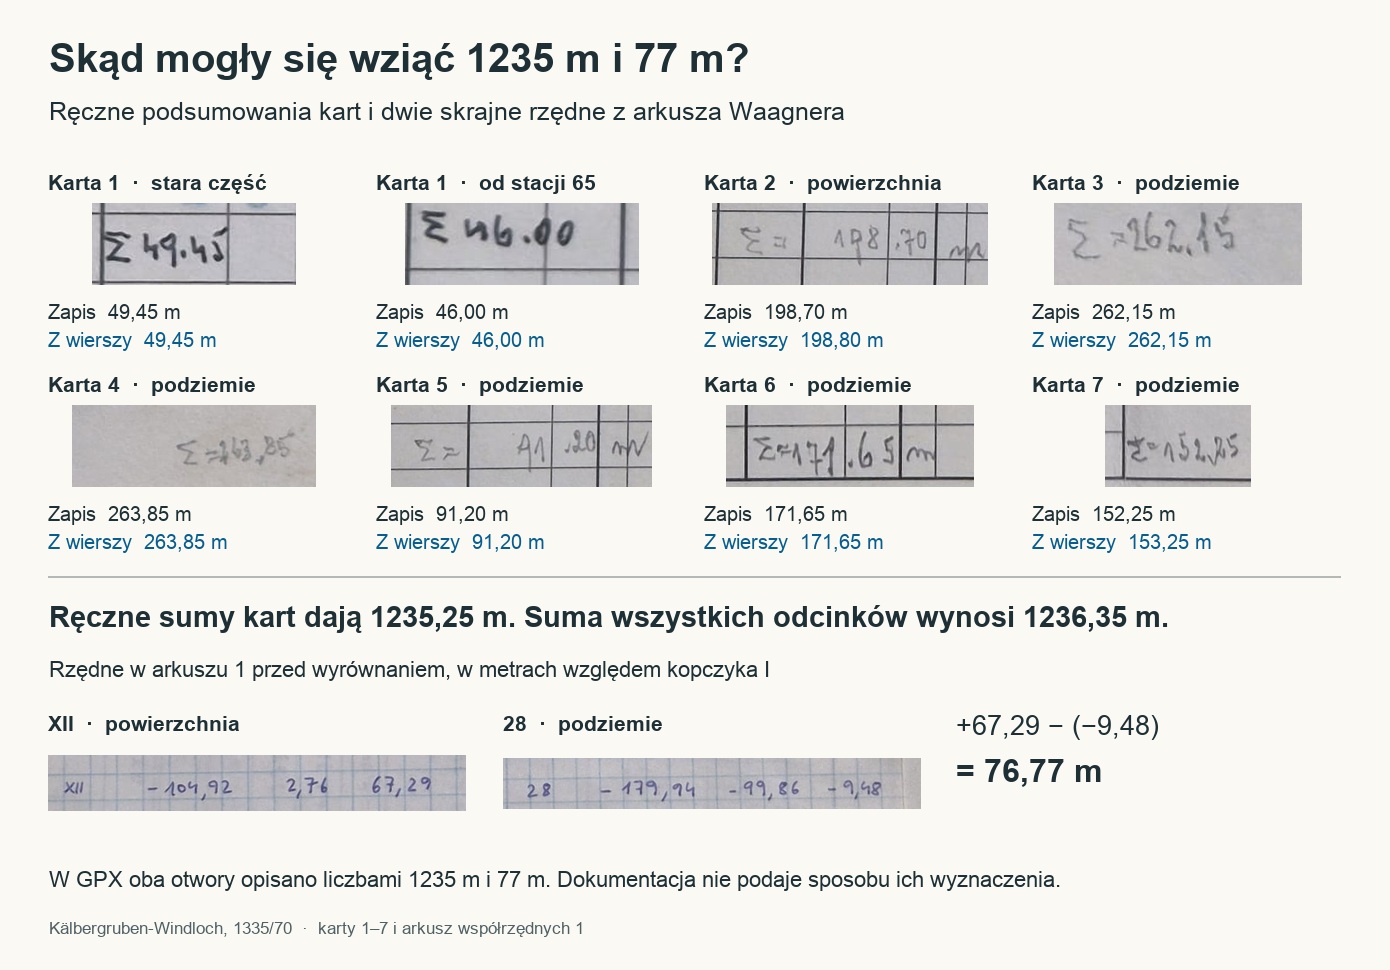 Skąd mogły się wziąć 1235 m i 77 m?
Ręczne podsumowania kart i dwie skrajne rzędne z arkusza Waagnera
Karta 1 · stara część
Σ 49.45
Zapis 49,45 m
Z wierszy 49,45 m
Karta 1 · od stacji 65
Σ 46.00
Zapis 46,00 m
Z wierszy 46,00 m
Karta 2 · powierzchnia
Σ = 198.70 m
Zapis 198,70 m
Z wierszy 198,80 m
Karta 3 · podziemie
Σ =262.15
Zapis 262,15 m
Z wierszy 262,15 m
Karta 4 · podziemie
Σ =263,85
Zapis 263,85 m
Z wierszy 263,85 m
Karta 5 · podziemie
Σ = 91.20 m
Zapis 91,20 m
Z wierszy 91,20 m
Karta 6 · podziemie
Σ=171.65 m
Zapis 171,65 m
Z wierszy 171,65 m
Karta 7 · podziemie
Σ=152,25
Zapis 152,25 m
Z wierszy 153,25 m
Ręczne sumy kart dają 1235,25 m. Suma wszystkich odcinków wynosi 1236,35 m.
Rzędne w arkuszu 1 przed wyrównaniem, w metrach względem kopczyka I
XII · powierzchnia
XII -104,92 2,76 67,29
28 · podziemie
28 -179,94 -99,86 -9,48
+67,29 − (−9,48)
= 76,77 m
W GPX oba otwory opisano liczbami 1235 m i 77 m. Dokumentacja nie podaje sposobu ich wyznaczenia.
Kälbergruben-Windloch, 1335/70 · karty 1–7 i arkusz współrzędnych 1